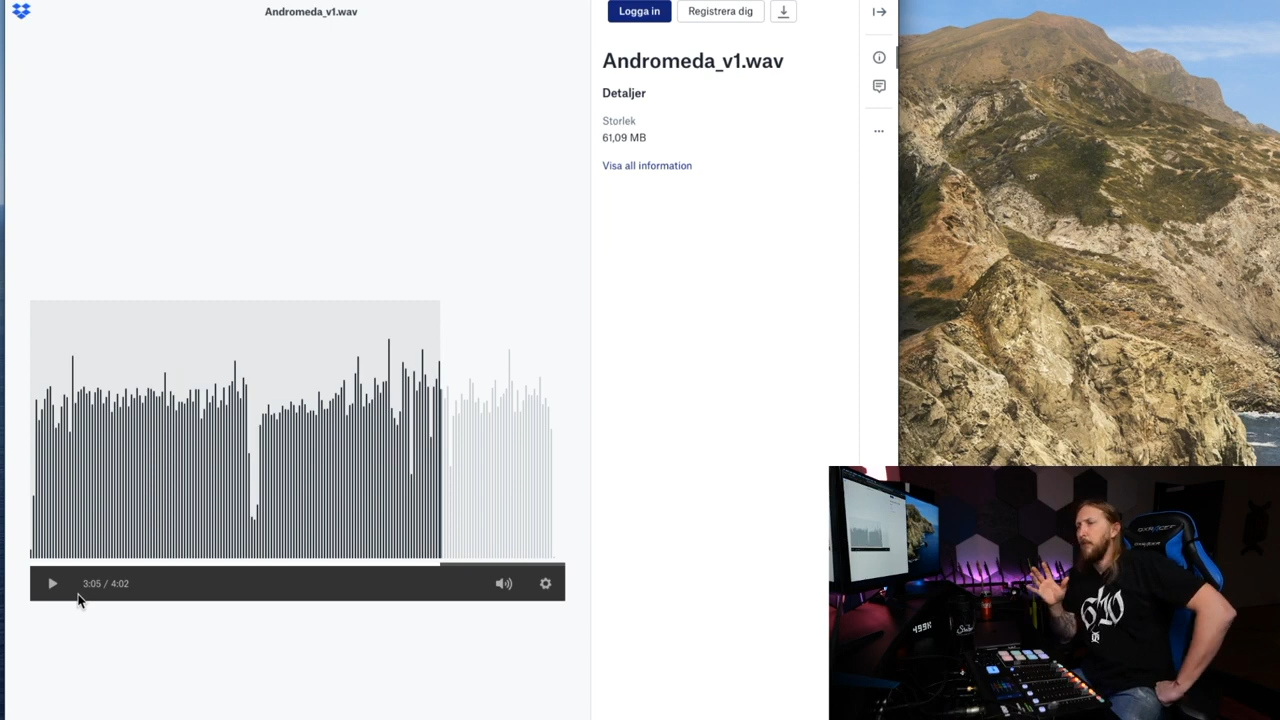 Andromeda_v1.wav
Logga in
Registrera dig
Andromeda_v1.wav
Detaljer
Storlek
61,09 MB
Visa all information
3:05 / 4:02